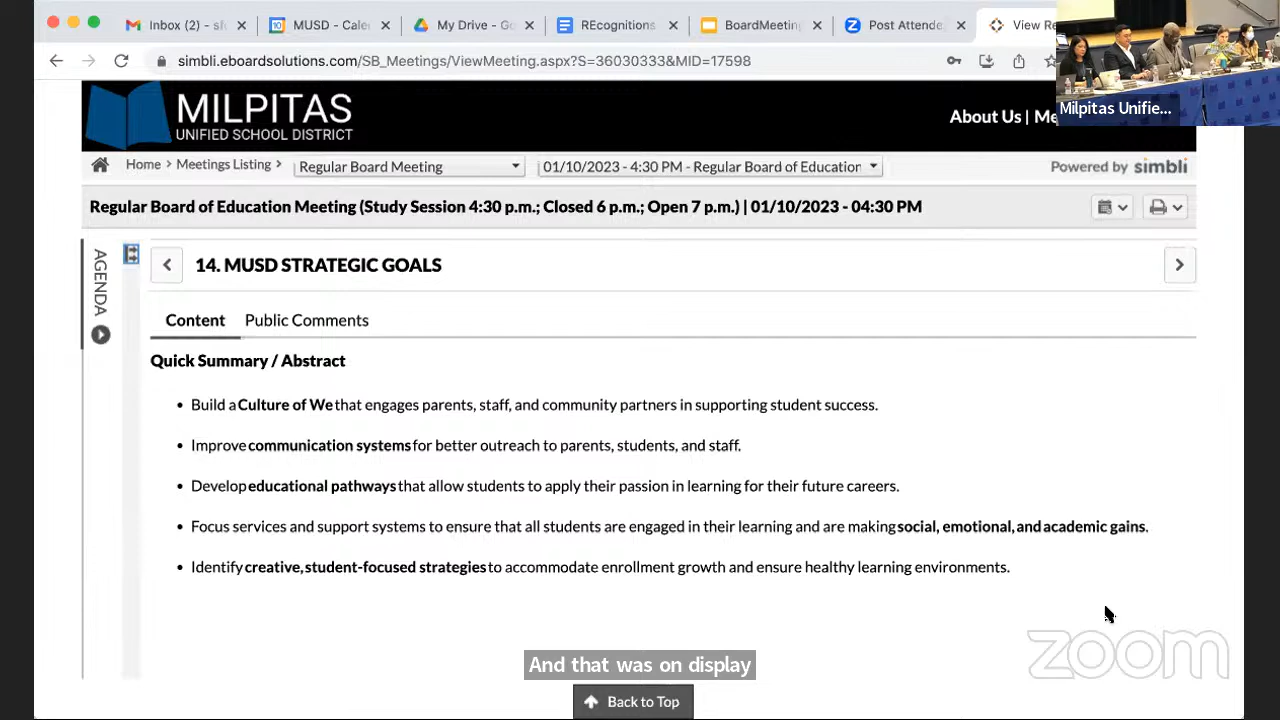 Inbox (2) - sf
MUSD - Cale
My Drive - Go
REcognitions
BoardMeetin
Post Attende
View Re
simbli.eboardsolutions.com/SB_Meetings/ViewMeeting.aspx?S=36030333&MID=17598
Milpitas Unifie...
MILPITAS
UNIFIED SCHOOL DISTRICT
About Us | Me
Home > Meetings Listing >
Regular Board Meeting
01/10/2023 - 4:30 PM - Regular Board of Education
Powered by simbli
Regular Board of Education Meeting (Study Session 4:30 p.m.; Closed 6 p.m.; Open 7 p.m.) | 01/10/2023 - 04:30 PM
AGENDA
14. MUSD STRATEGIC GOALS
Content
Public Comments
Quick Summary / Abstract
• Build a Culture of We that engages parents, staff, and community partners in supporting student success.
• Improve communication systems for better outreach to parents, students, and staff.
• Develop educational pathways that allow students to apply their passion in learning for their future careers.
• Focus services and support systems to ensure that all students are engaged in their learning and are making social, emotional, and academic gains.
• Identify creative, student-focused strategies to accommodate enrollment growth and ensure healthy learning environments.
zoom
And that was on display
Back to Top